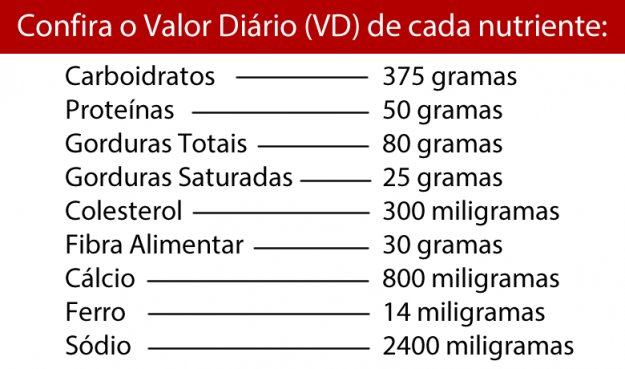 Confira o Valor Diário (VD) de cada nutriente:
Carboidratos 375 gramas
Proteínas 50 gramas
Gorduras Totais 80 gramas
Gorduras Saturadas 25 gramas
Colesterol 300 miligramas
Fibra Alimentar 30 gramas
Cálcio 800 miligramas
Ferro 14 miligramas
Sódio 2400 miligramas